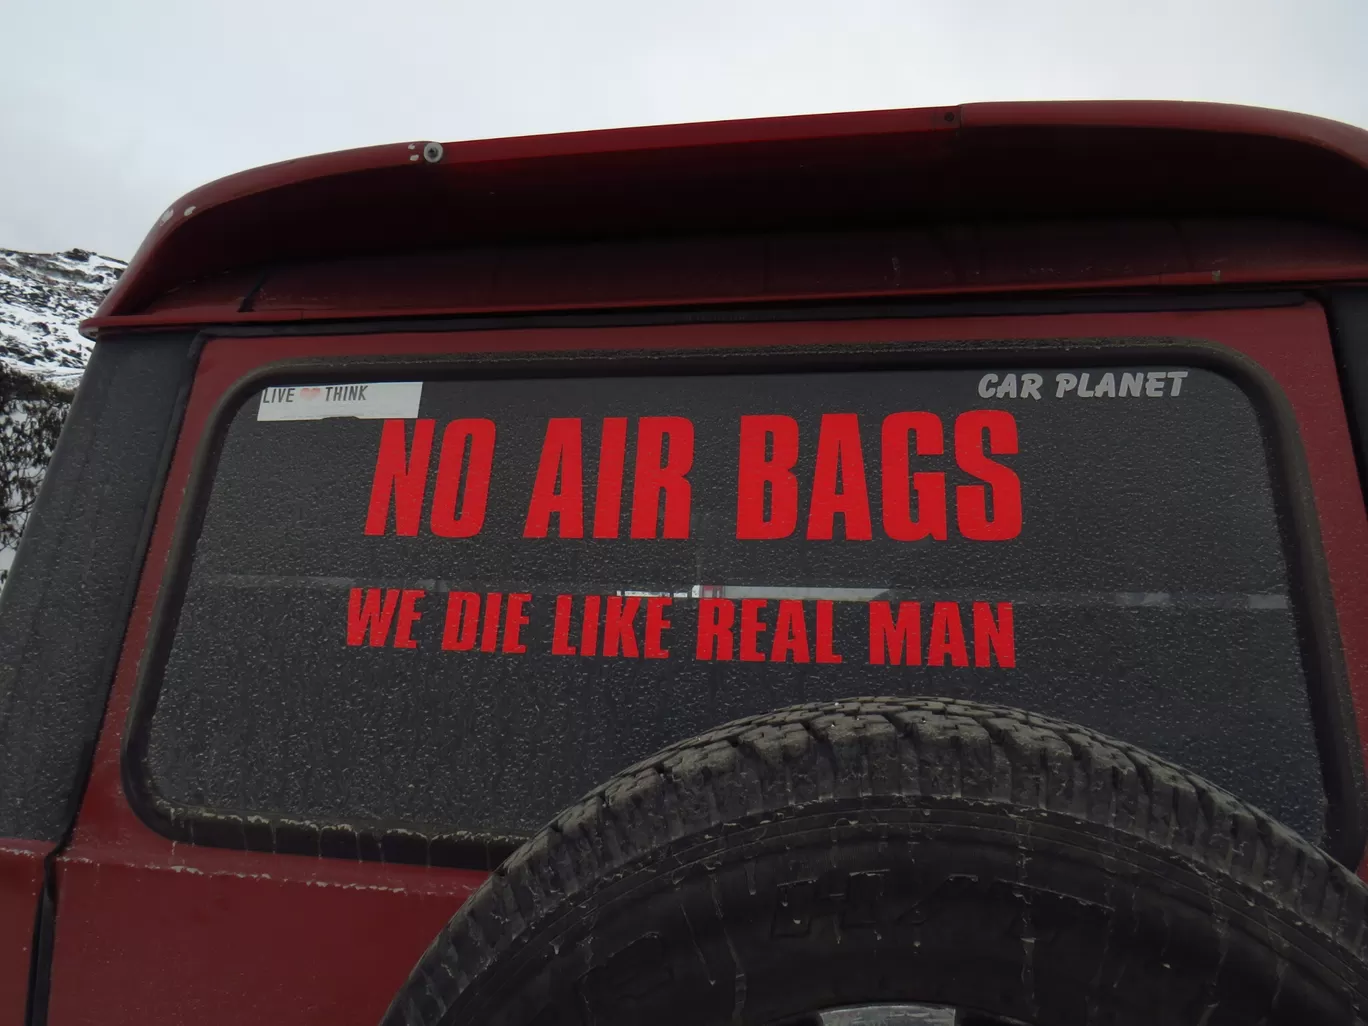 LIVE ❤ THINK
CAR PLANET
NO AIR BAGS
WE DIE LIKE REAL MAN